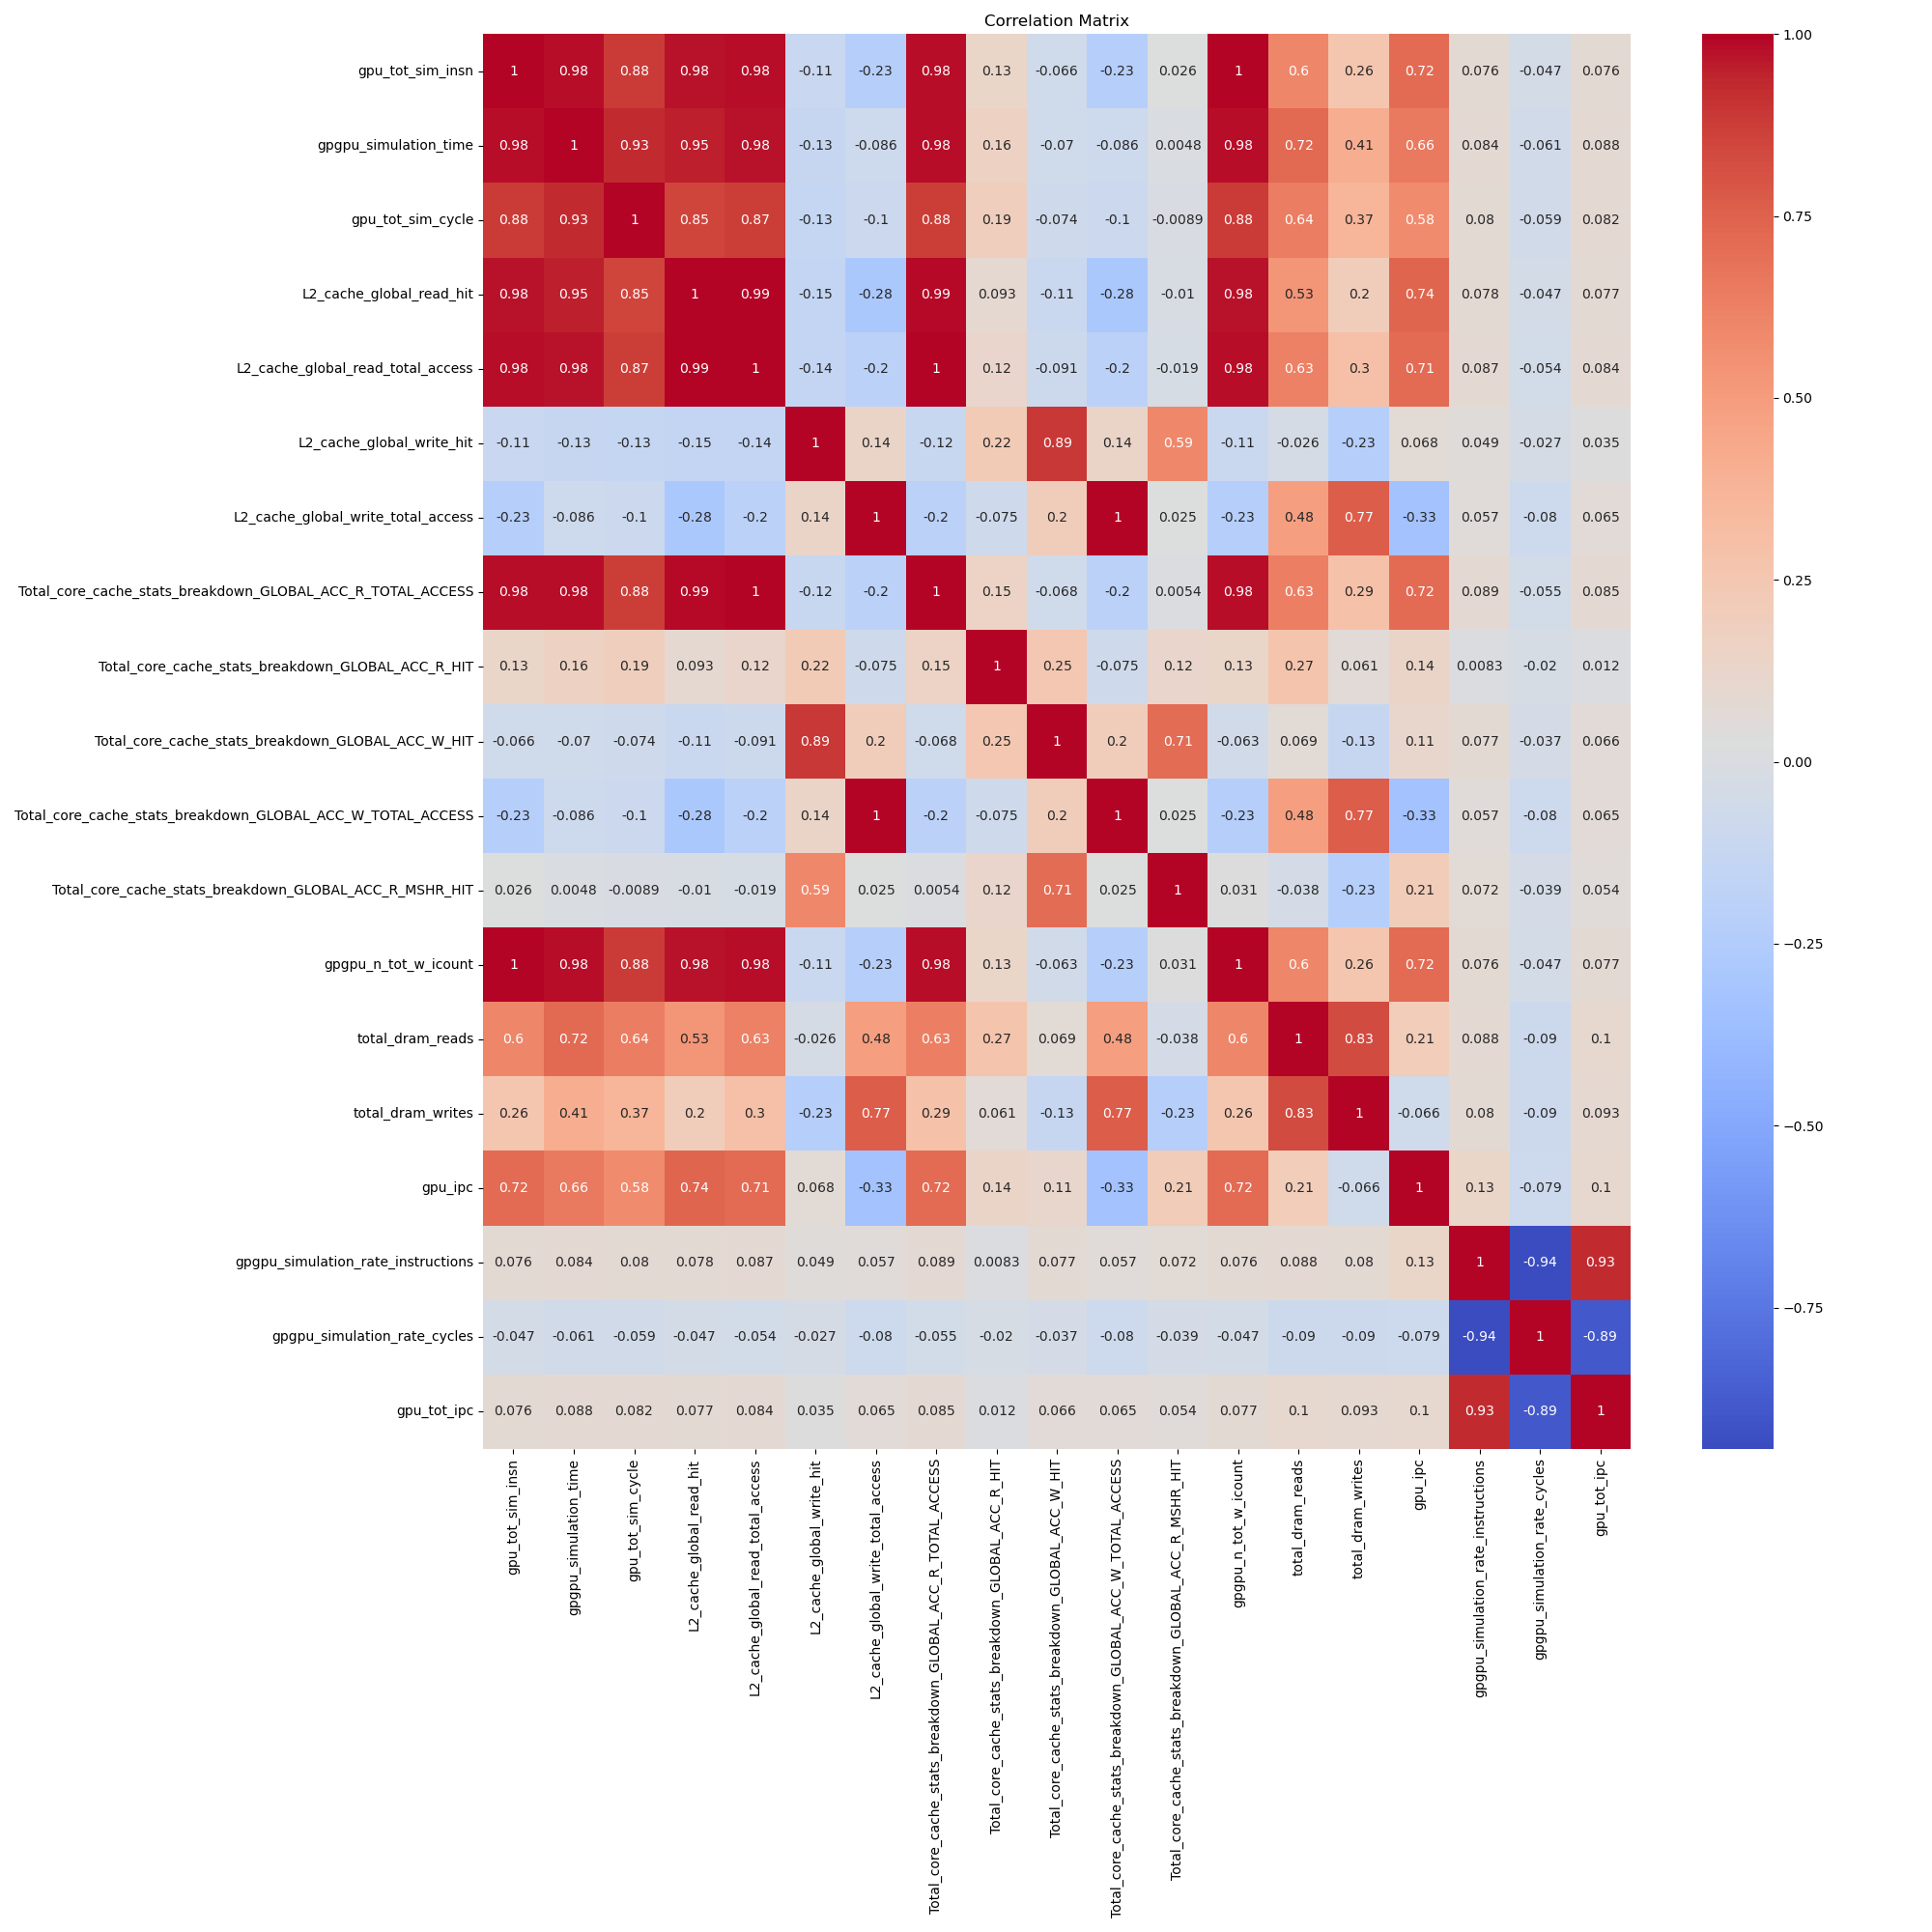 Correlation Matrix
gpu_tot_sim_insn 1 0.98 0.88 0.98 0.98 -0.11 -0.23 0.98 0.13 -0.066 -0.23 0.026 1 0.6 0.26 0.72 0.076 -0.047 0.076
gpgpu_simulation_time 0.98 1 0.93 0.95 0.98 -0.13 -0.086 0.98 0.16 -0.07 -0.086 0.0048 0.98 0.72 0.41 0.66 0.084 -0.061 0.088
gpu_tot_sim_cycle 0.88 0.93 1 0.85 0.87 -0.13 -0.1 0.88 0.19 -0.074 -0.1 -0.0089 0.88 0.64 0.37 0.58 0.08 -0.059 0.082
L2_cache_global_read_hit 0.98 0.95 0.85 1 0.99 -0.15 -0.28 0.99 0.093 -0.11 -0.28 -0.01 0.98 0.53 0.2 0.74 0.078 -0.047 0.077
L2_cache_global_read_total_access 0.98 0.98 0.87 0.99 1 -0.14 -0.2 1 0.12 -0.091 -0.2 -0.019 0.98 0.63 0.3 0.71 0.087 -0.054 0.084
L2_cache_global_write_hit -0.11 -0.13 -0.13 -0.15 -0.14 1 0.14 -0.12 0.22 0.89 0.14 0.59 -0.11 -0.026 -0.23 0.068 0.049 -0.027 0.035
L2_cache_global_write_total_access -0.23 -0.086 -0.1 -0.28 -0.2 0.14 1 -0.2 -0.075 0.2 1 0.025 -0.23 0.48 0.77 -0.33 0.057 -0.08 0.065
Total_core_cache_stats_breakdown_GLOBAL_ACC_R_TOTAL_ACCESS 0.98 0.98 0.88 0.99 1 -0.12 -0.2 1 0.15 -0.068 -0.2 0.0054 0.98 0.63 0.29 0.72 0.089 -0.055 0.085
Total_core_cache_stats_breakdown_GLOBAL_ACC_R_HIT 0.13 0.16 0.19 0.093 0.12 0.22 -0.075 0.15 1 0.25 -0.075 0.12 0.13 0.27 0.061 0.14 0.0083 -0.02 0.012
Total_core_cache_stats_breakdown_GLOBAL_ACC_W_HIT -0.066 -0.07 -0.074 -0.11 -0.091 0.89 0.2 -0.068 0.25 1 0.2 0.71 -0.063 0.069 -0.13 0.11 0.077 -0.037 0.066
Total_core_cache_stats_breakdown_GLOBAL_ACC_W_TOTAL_ACCESS -0.23 -0.086 -0.1 -0.28 -0.2 0.14 1 -0.2 -0.075 0.2 1 0.025 -0.23 0.48 0.77 -0.33 0.057 -0.08 0.065
Total_core_cache_stats_breakdown_GLOBAL_ACC_R_MSHR_HIT 0.026 0.0048 -0.0089 -0.01 -0.019 0.59 0.025 0.0054 0.12 0.71 0.025 1 0.031 -0.038 -0.23 0.21 0.072 -0.039 0.054
gpgpu_n_tot_w_icount 1 0.98 0.88 0.98 0.98 -0.11 -0.23 0.98 0.13 -0.063 -0.23 0.031 1 0.6 0.26 0.72 0.076 -0.047 0.077
total_dram_reads 0.6 0.72 0.64 0.53 0.63 -0.026 0.48 0.63 0.27 0.069 0.48 -0.038 0.6 1 0.83 0.21 0.088 -0.09 0.1
total_dram_writes 0.26 0.41 0.37 0.2 0.3 -0.23 0.77 0.29 0.061 -0.13 0.77 -0.23 0.26 0.83 1 -0.066 0.08 -0.09 0.093
gpu_ipc 0.72 0.66 0.58 0.74 0.71 0.068 -0.33 0.72 0.14 0.11 -0.33 0.21 0.72 0.21 -0.066 1 0.13 -0.079 0.1
gpgpu_simulation_rate_instructions 0.076 0.084 0.08 0.078 0.087 0.049 0.057 0.089 0.0083 0.077 0.057 0.072 0.076 0.088 0.08 0.13 1 -0.94 0.93
gpgpu_simulation_rate_cycles -0.047 -0.061 -0.059 -0.047 -0.054 -0.027 -0.08 -0.055 -0.02 -0.037 -0.08 -0.039 -0.047 -0.09 -0.09 -0.079 -0.94 1 -0.89
gpu_tot_ipc 0.076 0.088 0.082 0.077 0.084 0.035 0.065 0.085 0.012 0.066 0.065 0.054 0.077 0.1 0.093 0.1 0.93 -0.89 1
gpu_tot_sim_insn
gpgpu_simulation_time
gpu_tot_sim_cycle
L2_cache_global_read_hit
L2_cache_global_read_total_access
L2_cache_global_write_hit
L2_cache_global_write_total_access
Total_core_cache_stats_breakdown_GLOBAL_ACC_R_TOTAL_ACCESS
Total_core_cache_stats_breakdown_GLOBAL_ACC_R_HIT
Total_core_cache_stats_breakdown_GLOBAL_ACC_W_HIT
Total_core_cache_stats_breakdown_GLOBAL_ACC_W_TOTAL_ACCESS
Total_core_cache_stats_breakdown_GLOBAL_ACC_R_MSHR_HIT
gpgpu_n_tot_w_icount
total_dram_reads
total_dram_writes
gpu_ipc
gpgpu_simulation_rate_instructions
gpgpu_simulation_rate_cycles
gpu_tot_ipc
1.00
0.75
0.50
0.25
0.00
−0.25
−0.50
−0.75